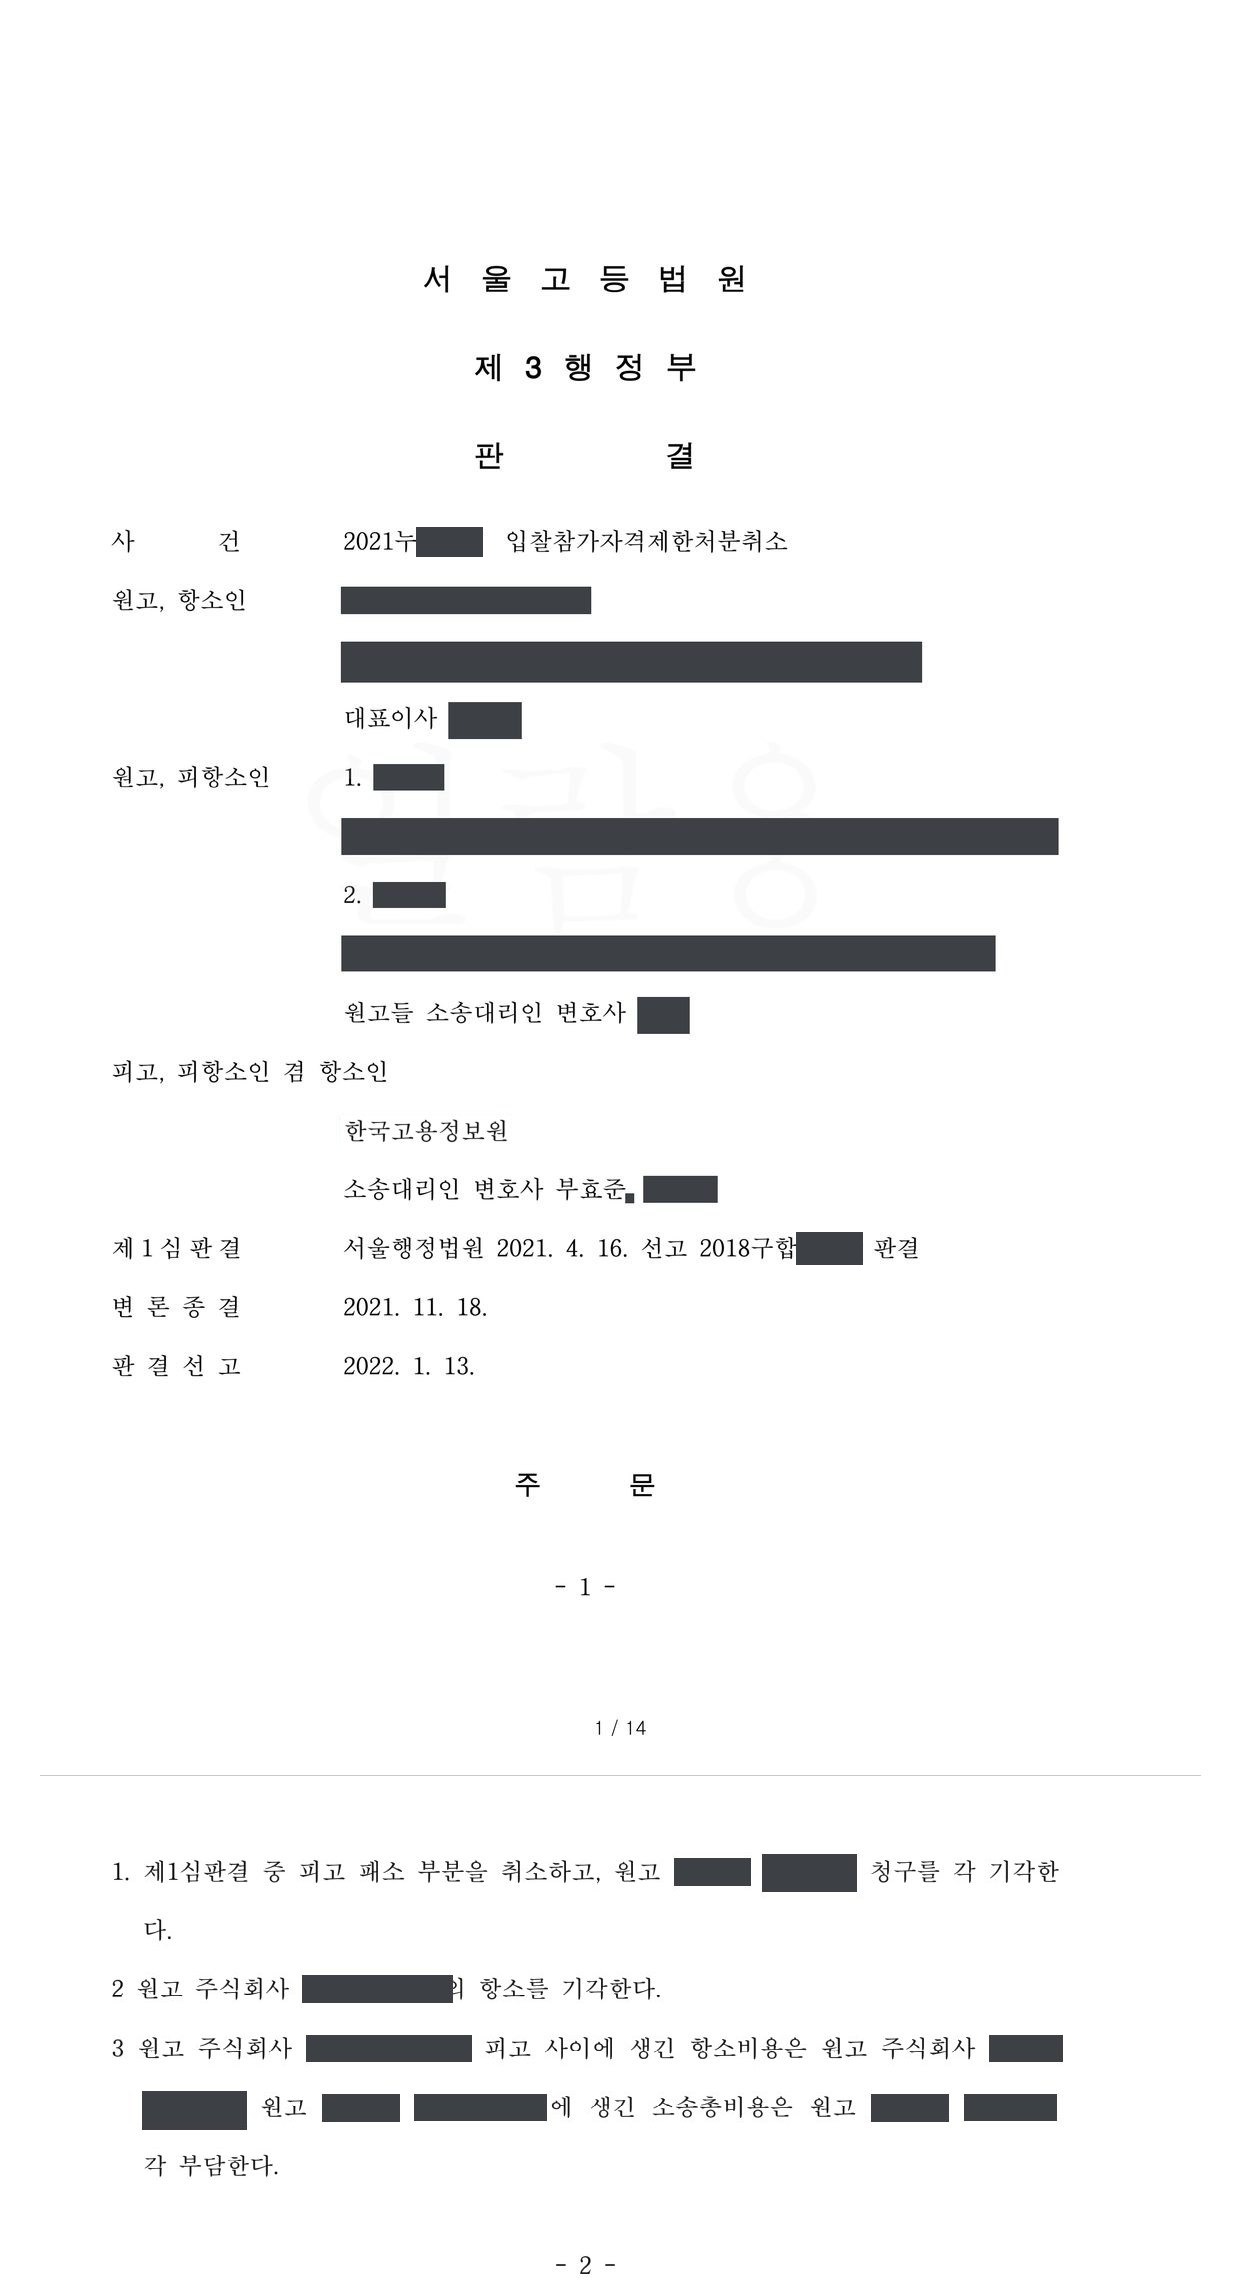 서 울 고 등 법 원
제 3 행 정 부
판 결
사 건 2021누 입찰참가자격제한처분취소
원고, 항소인
대표이사
원고, 피항소인 1.
2.
열람용
원고들 소송대리인 변호사
피고, 피항소인 겸 항소인
한국고용정보원
소송대리인 변호사 부효준
제 1 심 판 결 서울행정법원 2021. 4. 16. 선고 2018구합 판결
변 론 종 결 2021. 11. 18.
판 결 선 고 2022. 1. 13.
주 문
- 1 -
1 / 14
1. 제1심판결 중 피고 패소 부분을 취소하고, 원고 청구를 각 기각한
다.
2 원고 주식회사 의 항소를 기각한다.
3 원고 주식회사 피고 사이에 생긴 항소비용은 원고 주식회사
원고 에 생긴 소송총비용은 원고
각 부담한다.
- 2 -